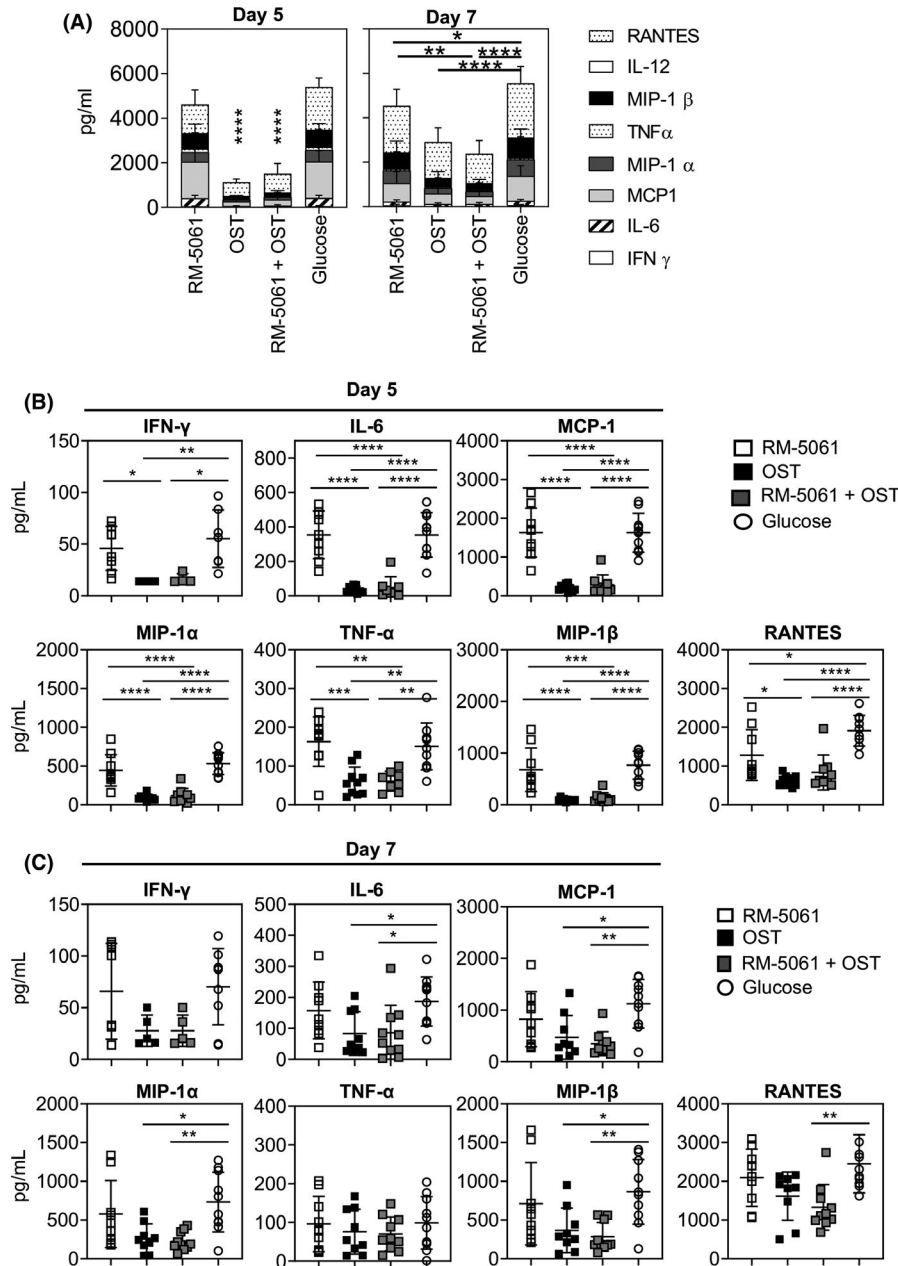 (A)
Day 5
Day 7
8000
6000
4000
2000
0
pg/ml
****
****
*
**
****
****
RM-5061
OST
RM-5061 + OST
Glucose
RM-5061
OST
RM-5061 + OST
Glucose
RANTES
IL-12
MIP-1 β
TNFα
MIP-1 α
MCP1
IL-6
IFN γ
(B)
Day 5
IFN-γ
IL-6
MCP-1
pg/mL
150
100
50
0
**
*
*
800
600
400
200
0
****
****
****
****
4000
3000
2000
1000
0
****
****
****
****
RM-5061
OST
RM-5061 + OST
Glucose
MIP-1α
TNF-α
MIP-1β
RANTES
pg/mL
2000
1500
1000
500
0
****
****
****
****
400
300
200
100
0
**
**
***
**
3000
2000
1000
0
***
****
****
****
4000
3000
2000
1000
0
*
****
*
****
(C)
Day 7
IFN-γ
IL-6
MCP-1
pg/mL
150
100
50
0
500
400
300
200
100
0
*
*
3000
2000
1000
0
*
**
RM-5061
OST
RM-5061 + OST
Glucose
MIP-1α
TNF-α
MIP-1β
RANTES
pg/mL
2000
1500
1000
500
0
*
**
400
300
200
100
0
2000
1500
1000
500
0
*
**
4000
3000
2000
1000
0
**